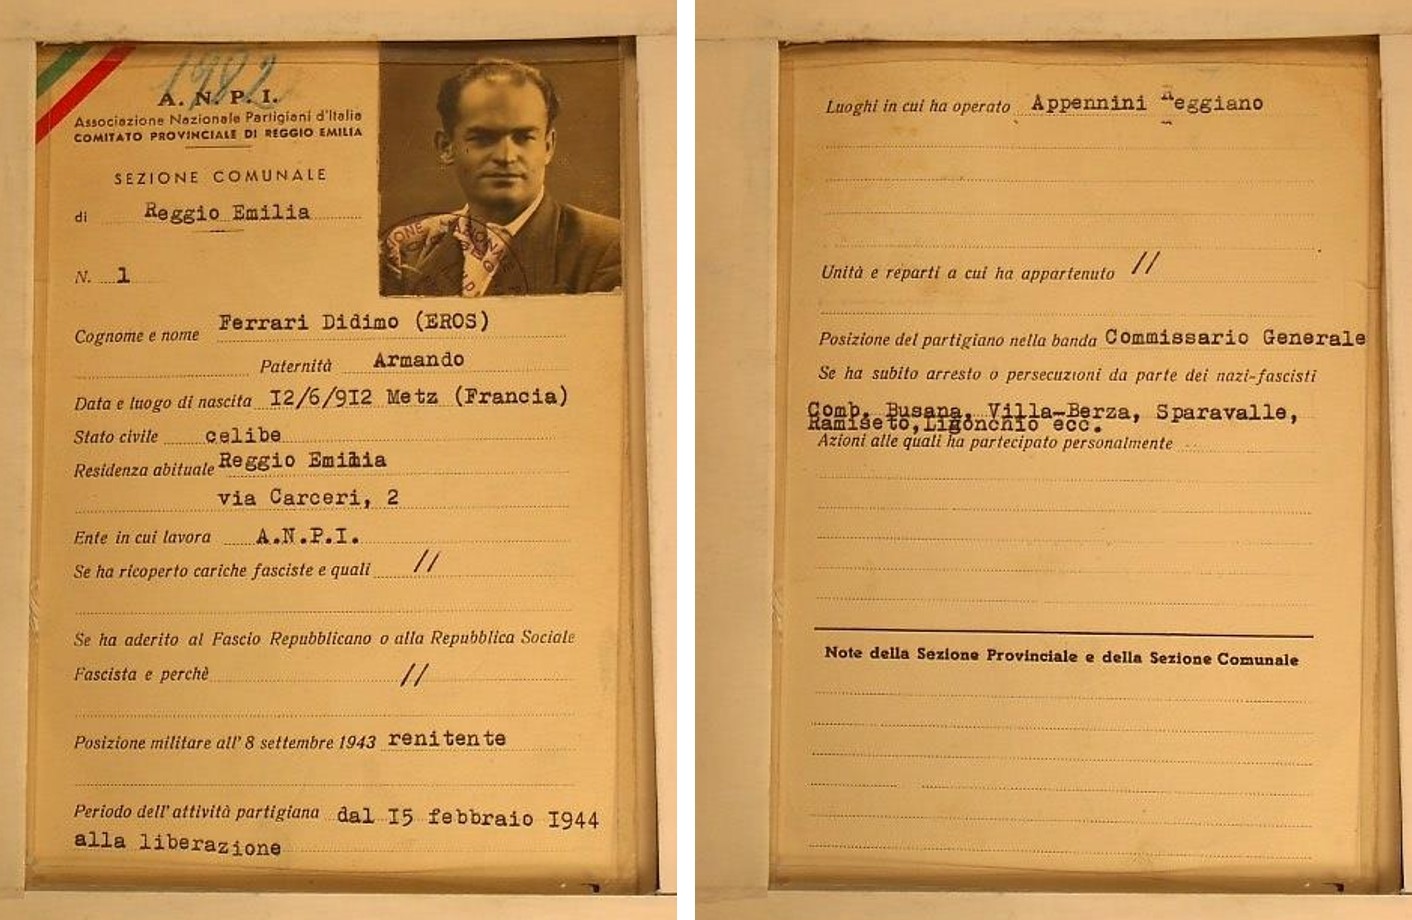 1982
A. N. P. I.
Associazione Nazionale Partigiani d'Italia
COMITATO PROVINCIALE DI REGGIO EMILIA
SEZIONE COMUNALE
di Reggio Emilia
N. 1
Cognome e nome Ferrari Didimo (EROS)
Paternità Armando
Data e luogo di nascita I2/6/9I2 Metz (Francia)
Stato civile celibe
Residenza abituale Reggio Emilia
via Carceri, 2
Ente in cui lavora A.N.P.I.
Se ha ricoperto cariche fasciste e quali //
Se ha aderito al Fascio Repubblicano o alla Repubblica Sociale
Fascista e perchè //
Posizione militare all' 8 settembre 1943 renitente
Periodo dell' attività partigiana dal I5 febbraio I944
alla liberazione
Luoghi in cui ha operato Appennini Reggiano
Unità e reparti a cui ha appartenuto //
Posizione del partigiano nella banda Commissario Generale
Se ha subito arresto o persecuzioni da parte dei nazi-fascisti
Comb. Busana, Villa-Berza, Sparavalle,
Ramiseto,Ligonchio ecc.
Azioni alle quali ha partecipato personalmente
Note della Sezione Provinciale e della Sezione Comunale